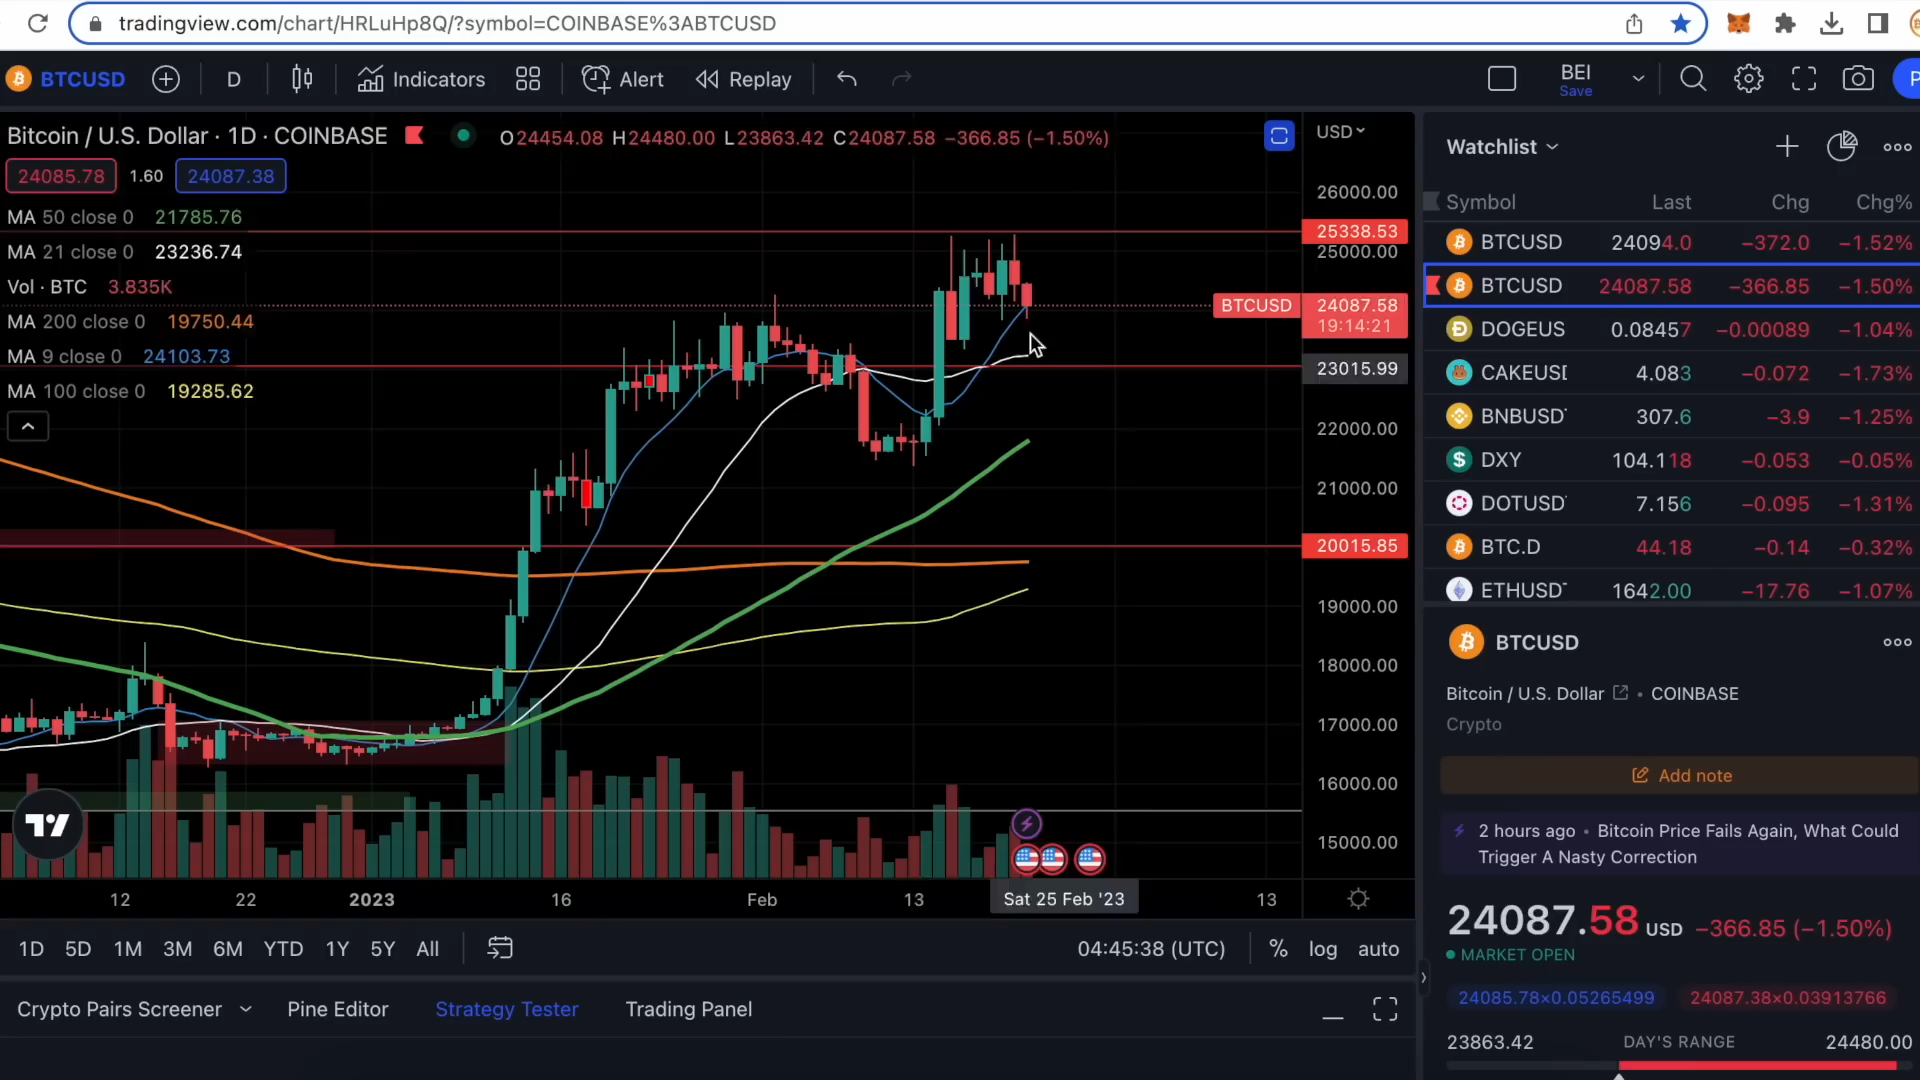 tradingview.com/chart/HRLuHp8Q/?symbol=COINBASE%3ABTCUSD
BTCUSD D Indicators Alert Replay BEI Save
Bitcoin / U.S. Dollar · 1D · COINBASE O24454.08 H24480.00 L23863.42 C24087.58 −366.85 (−1.50%)
24085.78 1.60 24087.38
MA 50 close 0 21785.76
MA 21 close 0 23236.74
Vol · BTC 3.835K
MA 200 close 0 19750.44
MA 9 close 0 24103.73
MA 100 close 0 19285.62
USD
26000.00
25338.53
25000.00
BTCUSD 24087.58
19:14:21
23015.99
22000.00
21000.00
20015.85
19000.00
18000.00
17000.00
16000.00
15000.00
12 22 2023 16 Feb 13 Sat 25 Feb '23 13
1D 5D 1M 3M 6M YTD 1Y 5Y All 04:45:38 (UTC) % log auto
Crypto Pairs Screener Pine Editor Strategy Tester Trading Panel
Watchlist
Symbol Last Chg Chg%
BTCUSD 24094.0 −372.0 −1.52%
BTCUSD 24087.58 −366.85 −1.50%
DOGEUS 0.08457 −0.00089 −1.04%
CAKEUSD 4.083 −0.072 −1.73%
BNBUSD 307.6 −3.9 −1.25%
DXY 104.118 −0.053 −0.05%
DOTUSD 7.156 −0.095 −1.31%
BTC.D 44.18 −0.14 −0.32%
ETHUSD 1642.00 −17.76 −1.07%
BTCUSD
Bitcoin / U.S. Dollar • COINBASE
Crypto
Add note
2 hours ago • Bitcoin Price Fails Again, What Could
Trigger A Nasty Correction
24087.58 USD −366.85 (−1.50%)
MARKET OPEN
24085.78×0.05265499 24087.38×0.03913766
23863.42 DAY'S RANGE 24480.00